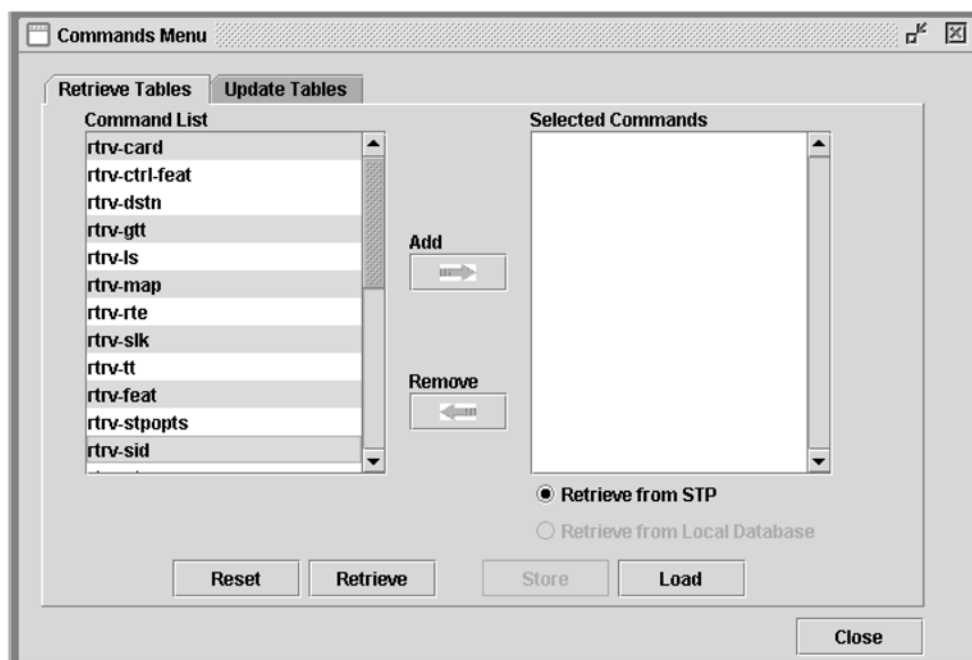 Commands Menu
Retrieve Tables
Update Tables
Command List
rtrv-card
rtrv-ctrl-feat
rtrv-dstn
rtrv-gtt
rtrv-ls
rtrv-map
rtrv-rte
rtrv-slk
rtrv-tt
rtrv-feat
rtrv-stpopts
rtrv-sid
Add
Remove
Selected Commands
Retrieve from STP
Retrieve from Local Database
Reset
Retrieve
Store
Load
Close